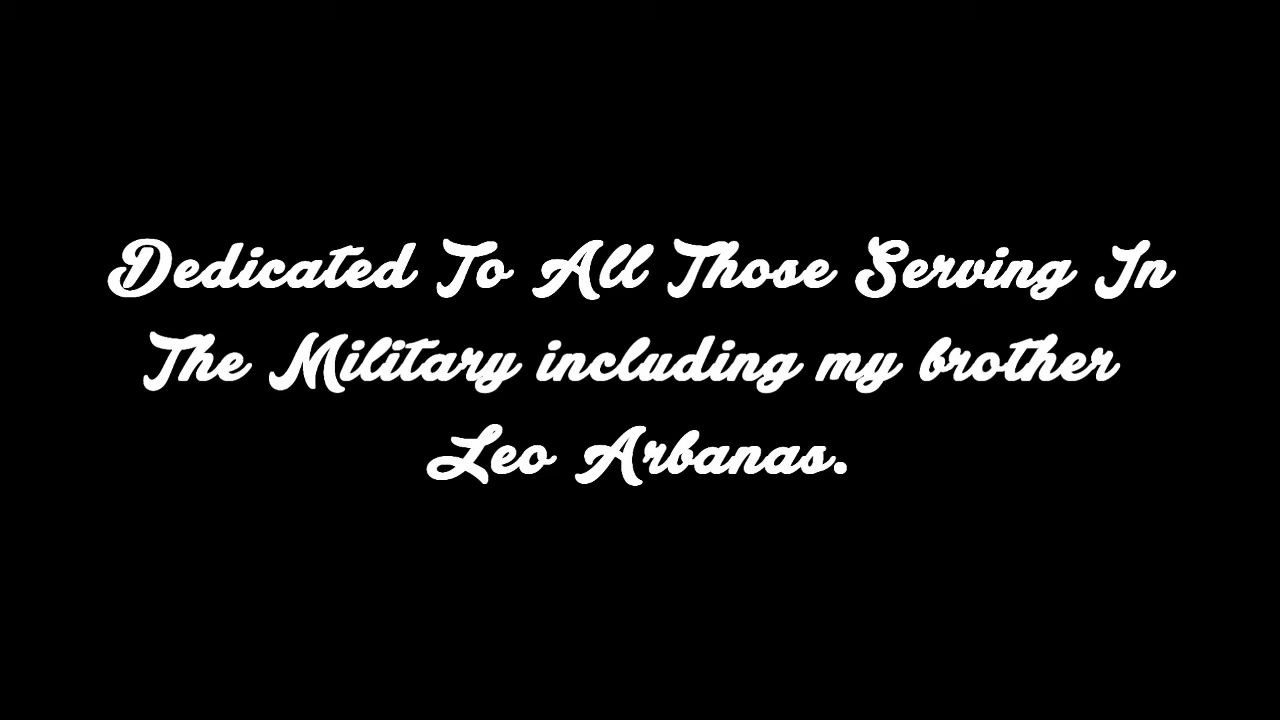 Dedicated To All Those Serving In
The Military including my brother
Leo Arbanas.